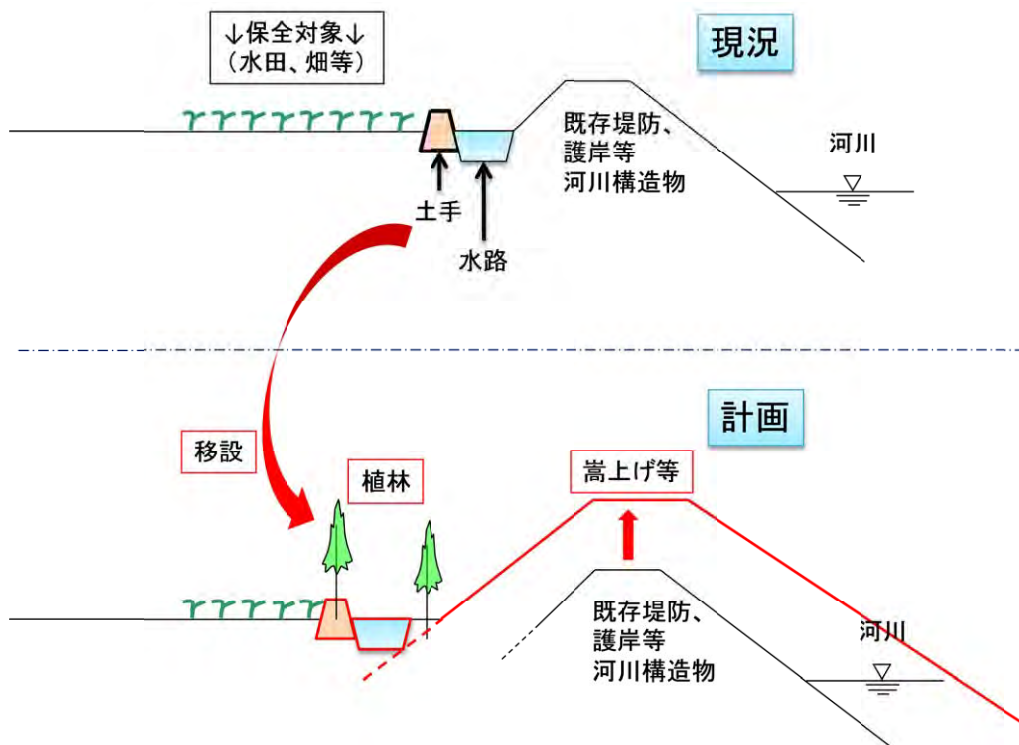 ↓保全対象↓
（水田、畑等）
現況
既存堤防、
護岸等
河川構造物
河川
土手
水路
計画
移設
植林
嵩上げ等
既存堤防、
護岸等
河川構造物
河川